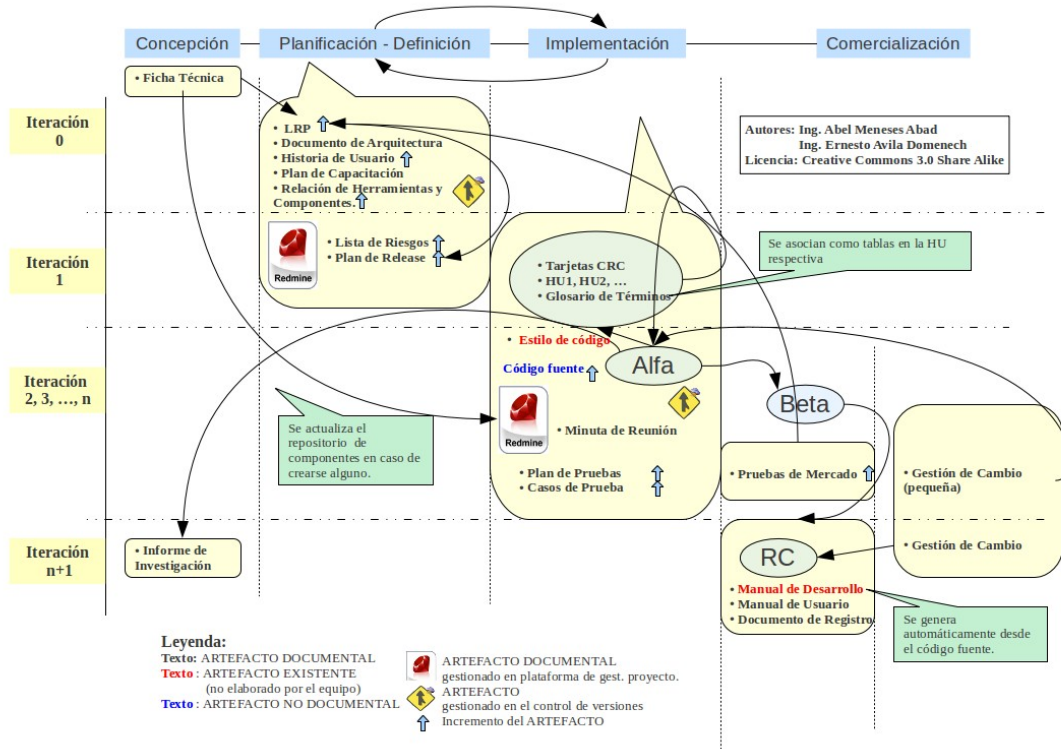 Concepción
Planificación - Definición
Implementación
Comercialización
• Ficha Técnica
Iteración
0
• LRP
• Documento de Arquitectura
• Historia de Usuario
• Plan de Capacitación
• Relación de Herramientas y
Componentes.
Autores: Ing. Abel Meneses Abad
Ing. Ernesto Avila Domenech
Licencia: Creative Commons 3.0 Share Alike
Iteración
1
Redmine
• Lista de Riesgos
• Plan de Release
• Tarjetas CRC
• HU1, HU2, ...
• Glosario de Términos
Se asocian como tablas en la HU
respectiva
Iteración
2, 3, ..., n
• Estilo de código
Código fuente
Alfa
Beta
Redmine
• Minuta de Reunión
• Plan de Pruebas
• Casos de Prueba
Se actualiza el
repositorio de
componentes en caso de
crearse alguno.
• Pruebas de Mercado
• Gestión de Cambio
(pequeña)
Iteración
n+1
• Informe de
Investigación
RC
• Gestión de Cambio
• Manual de Desarrollo
• Manual de Usuario
• Documento de Registro
Se genera
automáticamente desde
el código fuente.
Leyenda:
Texto: ARTEFACTO DOCUMENTAL
Texto : ARTEFACTO EXISTENTE
(no elaborado por el equipo)
Texto : ARTEFACTO NO DOCUMENTAL
ARTEFACTO DOCUMENTAL
gestionado en plataforma de gest. proyecto.
ARTEFACTO
gestionado en el control de versiones
Incremento del ARTEFACTO